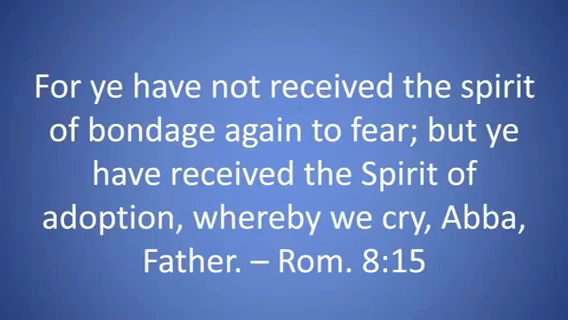 For ye have not received the spirit
of bondage again to fear; but ye
have received the Spirit of
adoption, whereby we cry, Abba,
Father. – Rom. 8:15